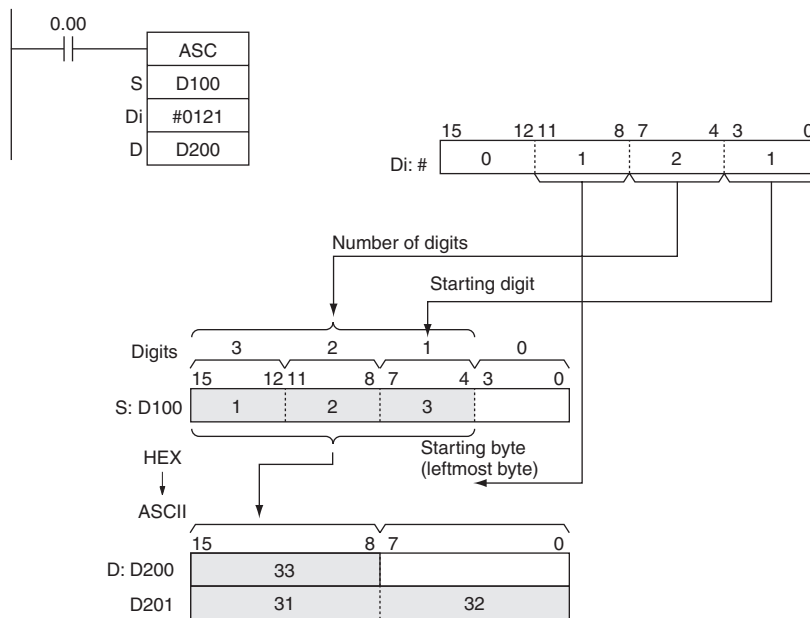 0.00
ASC
S D100
Di #0121
D D200
15 12 11 8 7 4 3 0
Di: # 0 1 2 1
Number of digits
Starting digit
Digits 3 2 1 0
15 12 11 8 7 4 3 0
S: D100 1 2 3
Starting byte
(leftmost byte)
HEX
ASCII
15 8 7 0
D: D200 33
D201 31 32